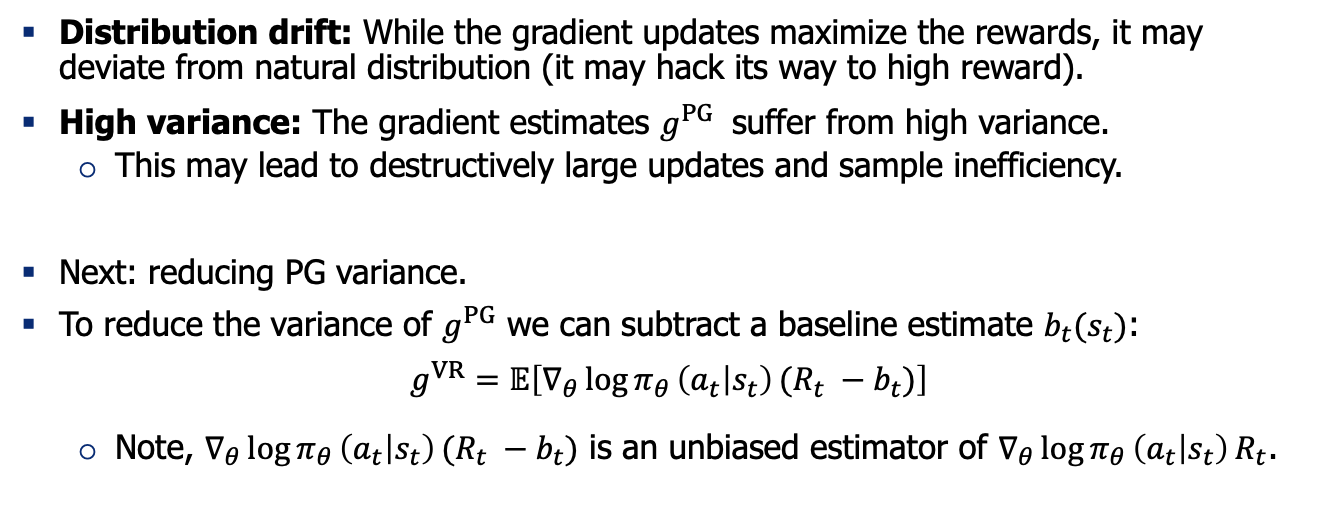 ▪ Distribution drift: While the gradient updates maximize the rewards, it may
deviate from natural distribution (it may hack its way to high reward).
▪ High variance: The gradient estimates g^PG suffer from high variance.
○ This may lead to destructively large updates and sample inefficiency.
▪ Next: reducing PG variance.
▪ To reduce the variance of g^PG we can subtract a baseline estimate b_t(s_t):
g^VR = 𝔼[∇_θ log π_θ (a_t|s_t) (R_t − b_t)]
○ Note, ∇_θ log π_θ (a_t|s_t) (R_t − b_t) is an unbiased estimator of ∇_θ log π_θ (a_t|s_t) R_t.